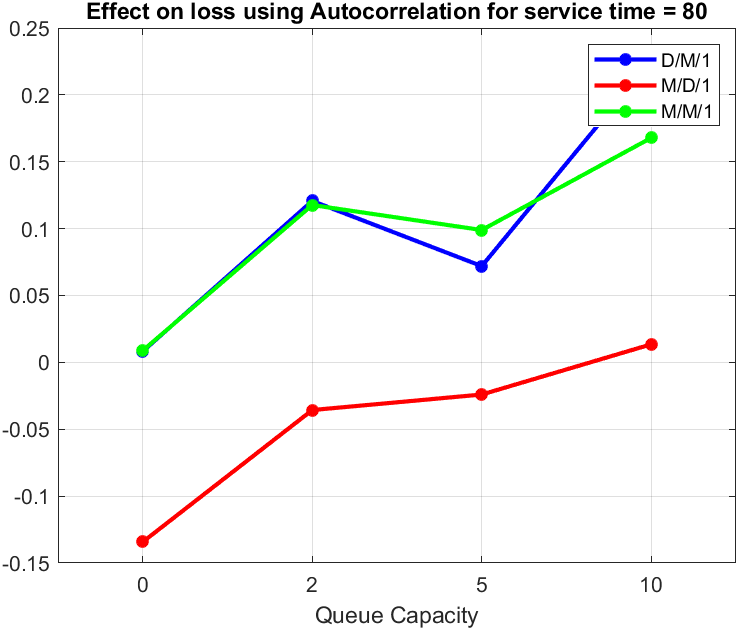 Effect on loss using Autocorrelation for service time = 80
0.25
0.2
0.15
0.1
0.05
0
-0.05
-0.1
-0.15
D/M/1
M/D/1
M/M/1
0 2 5 10
Queue Capacity